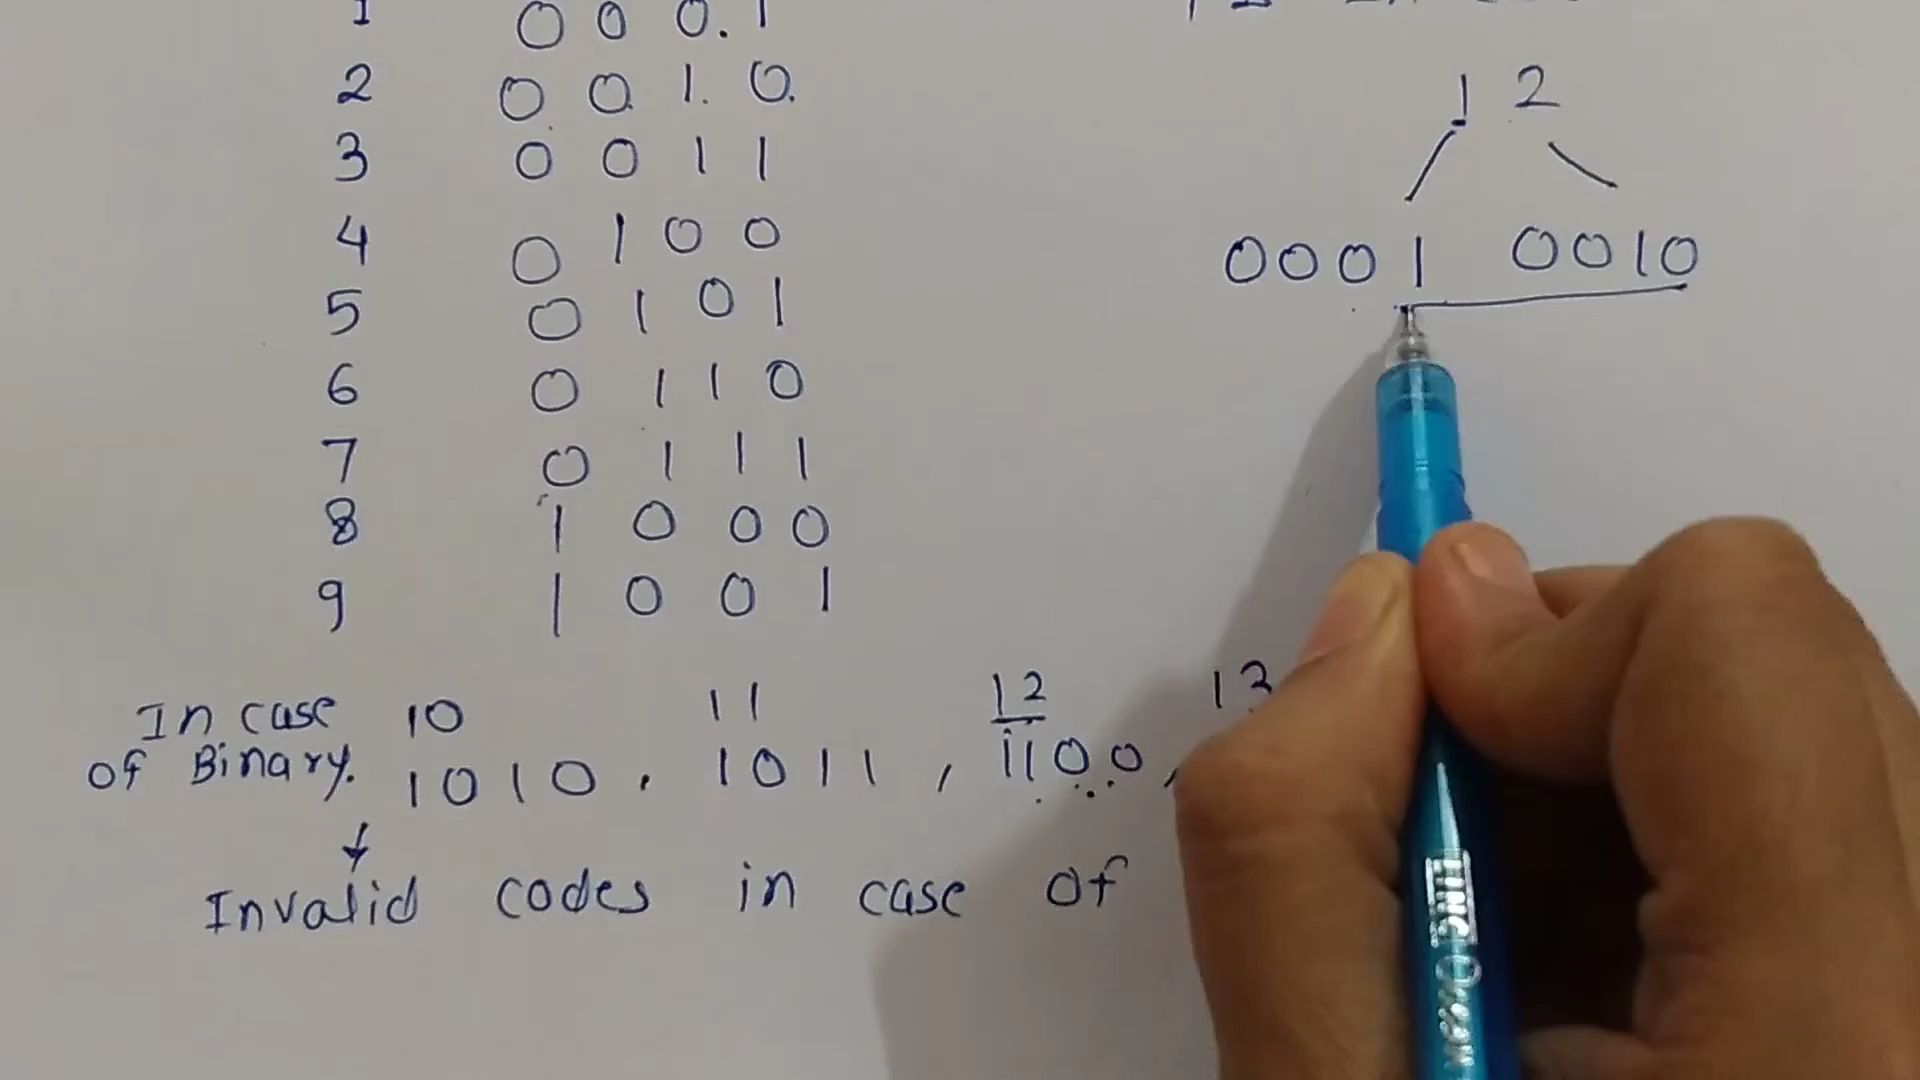 1 0 0 0.1
2 0 0 1. 0.
3 0 0 1 1
4 0 1 0 0
5 0 1 0 1
6 0 1 1 0
7 0 1 1 1
8 1 0 0 0
9 1 0 0 1
In case 10 11 12 13
of Binary. 1010 , 1011 , 1100 ,
Invalid codes in case of
12
0001 0010